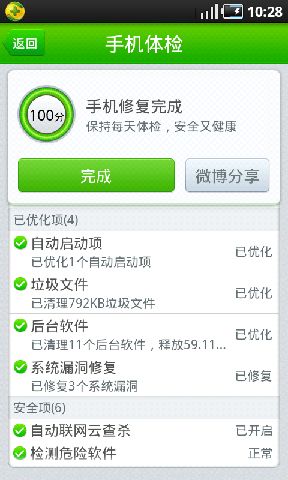 10:28
返回
手机体检
100分
手机修复完成
保持每天体检，安全又健康
完成
微博分享
已优化项(4)
自动启动项
已优化
已优化1个自动启动项
垃圾文件
已优化
已清理792KB垃圾文件
后台软件
已优化
已清理11个后台软件，释放59.11...
系统漏洞修复
已修复
已修复3个系统漏洞
安全项(6)
自动联网云查杀
已开启
检测危险软件
正常